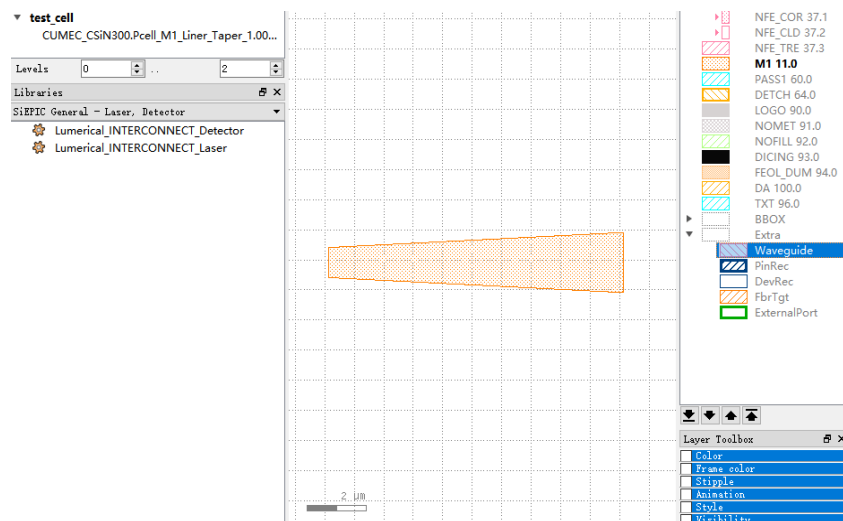 test_cell
CUMEC_CSiN300.Pcell_M1_Liner_Taper_1.00...
Levels 0 .. 2
Libraries
SiEPIC General - Laser, Detector
Lumerical_INTERCONNECT_Detector
Lumerical_INTERCONNECT_Laser
2 μm
NFE_COR 37.1
NFE_CLD 37.2
NFE_TRE 37.3
M1 11.0
PASS1 60.0
DETCH 64.0
LOGO 90.0
NOMET 91.0
NOFILL 92.0
DICING 93.0
FEOL_DUM 94.0
DA 100.0
TXT 96.0
BBOX
Extra
Waveguide
PinRec
DevRec
FbrTgt
ExternalPort
Layer Toolbox
Color
Frame color
Stipple
Animation
Style
Visibility